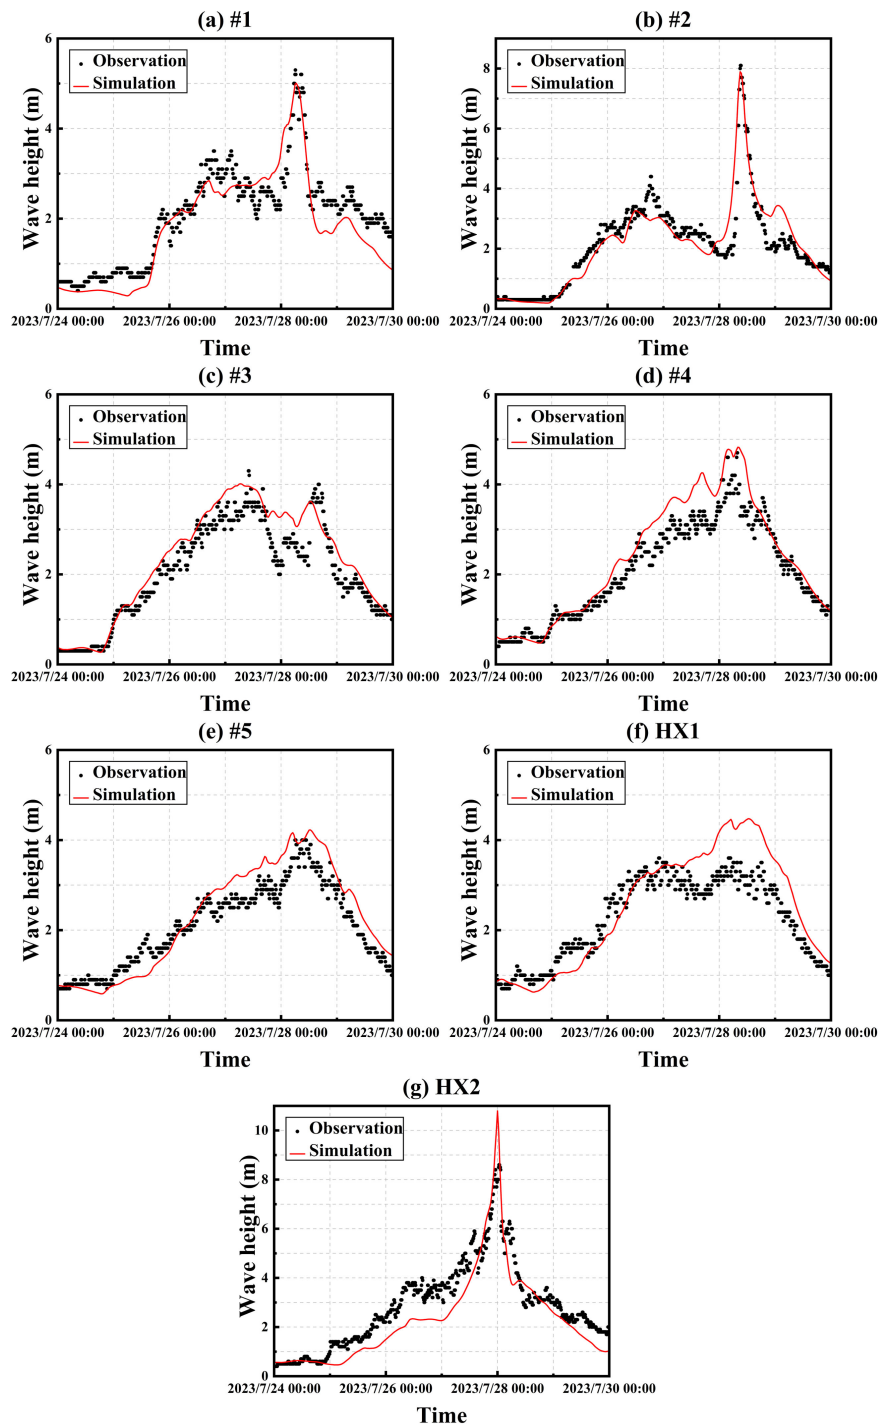 (a) #1
Wave height (m)
6
4
2
0
Observation
Simulation
2023/7/24 00:00 2023/7/26 00:00 2023/7/28 00:00 2023/7/30 00:00
Time
(b) #2
Wave height (m)
8
6
4
2
0
Observation
Simulation
2023/7/24 00:00 2023/7/26 00:00 2023/7/28 00:00 2023/7/30 00:00
Time
(c) #3
Wave height (m)
6
4
2
0
Observation
Simulation
2023/7/24 00:00 2023/7/26 00:00 2023/7/28 00:00 2023/7/30 00:00
Time
(d) #4
Wave height (m)
6
4
2
0
Observation
Simulation
2023/7/24 00:00 2023/7/26 00:00 2023/7/28 00:00 2023/7/30 00:00
Time
(e) #5
Wave height (m)
6
4
2
0
Observation
Simulation
2023/7/24 00:00 2023/7/26 00:00 2023/7/28 00:00 2023/7/30 00:00
Time
(f) HX1
Wave height (m)
6
4
2
0
Observation
Simulation
2023/7/24 00:00 2023/7/26 00:00 2023/7/28 00:00 2023/7/30 00:00
Time
(g) HX2
Wave height (m)
10
8
6
4
2
0
Observation
Simulation
2023/7/24 00:00 2023/7/26 00:00 2023/7/28 00:00 2023/7/30 00:00
Time